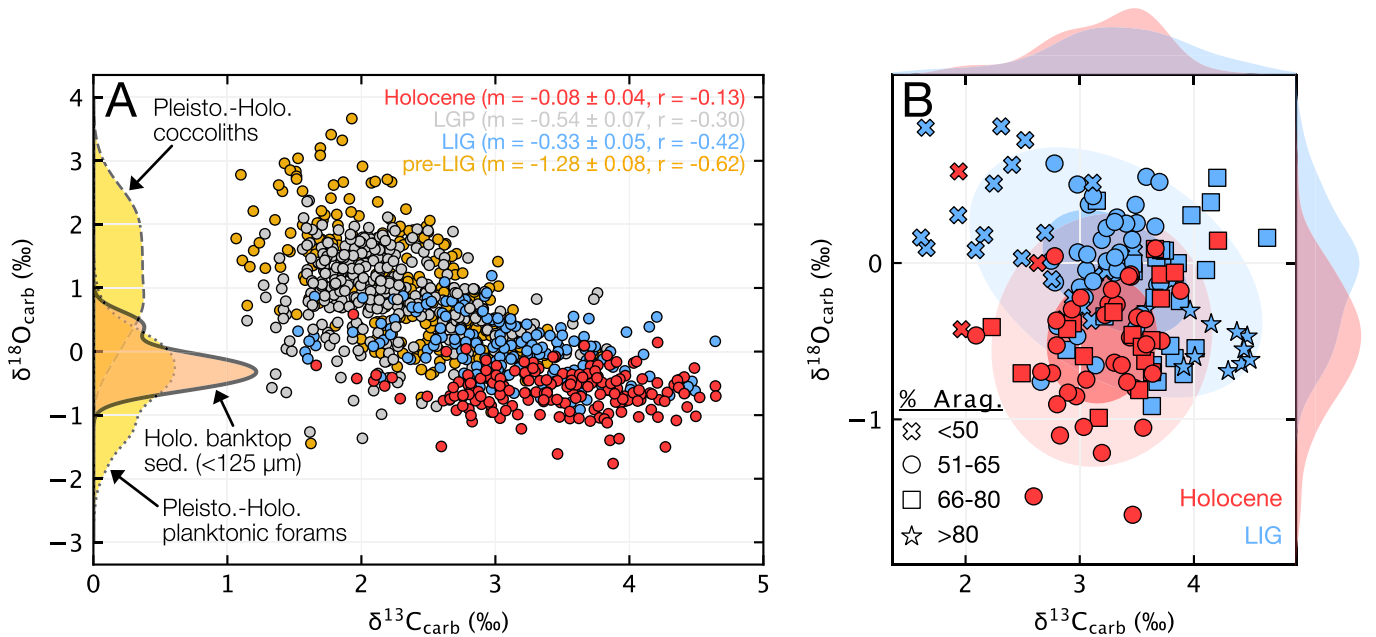 A
Holocene (m = -0.08 ± 0.04, r = -0.13)
LGP (m = -0.54 ± 0.07, r = -0.30)
LIG (m = -0.33 ± 0.05, r = -0.42)
pre-LIG (m = -1.28 ± 0.08, r = -0.62)
Pleisto.-Holo.
coccoliths
Holo. banktop
sed. (<125 µm)
Pleisto.-Holo.
planktonic forams
4
3
2
1
0
−1
−2
−3
δ18Ocarb (‰)
0 1 2 3 4 5
δ13Ccarb (‰)
B
0
−1
δ18Ocarb (‰)
% Arag.
<50
51-65
66-80
>80
Holocene
LIG
2 3 4
δ13Ccarb (‰)